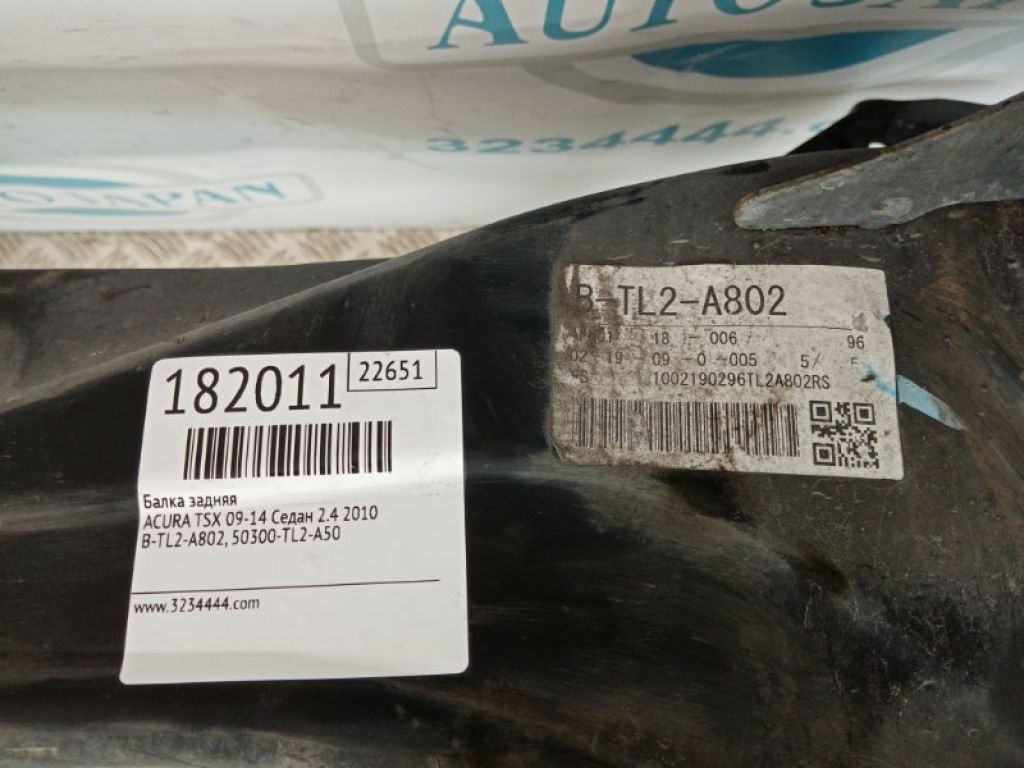 3234444.
JAPAN
B-TL2-A802
18 -006 96
02 19 -09 -0 -005 5/ 5
1002190296TL2A802RS
182011
22651
Балка задняя
ACURA TSX 09-14 Седан 2.4 2010
B-TL2-A802, 50300-TL2-A50
www.3234444.com